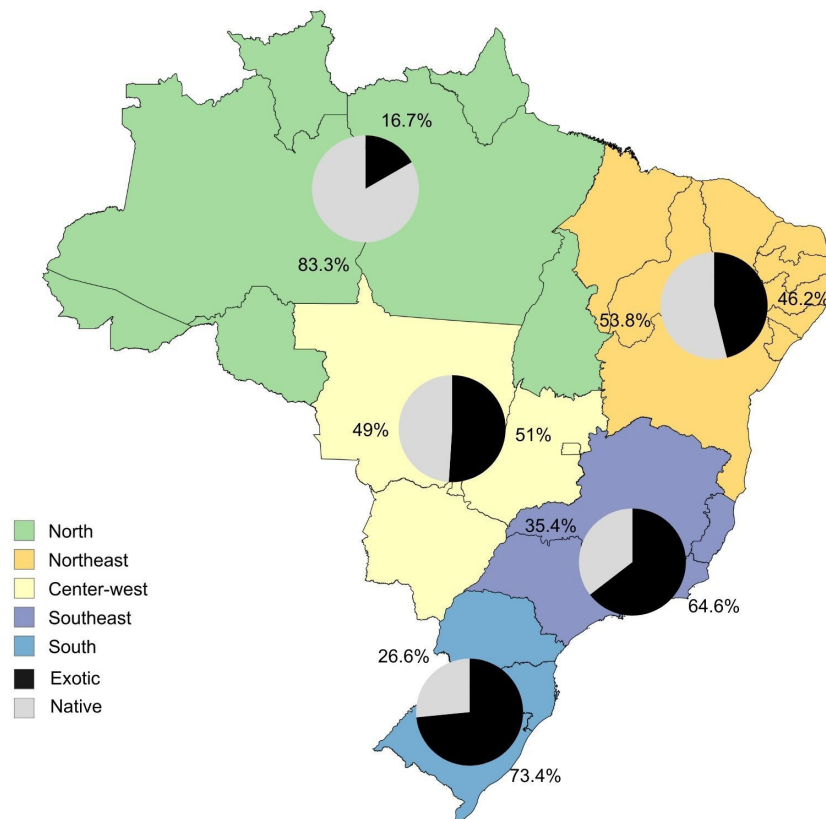 16.7%
83.3%
46.2%
53.8%
49%
51%
35.4%
64.6%
26.6%
73.4%
North
Northeast
Center-west
Southeast
South
Exotic
Native